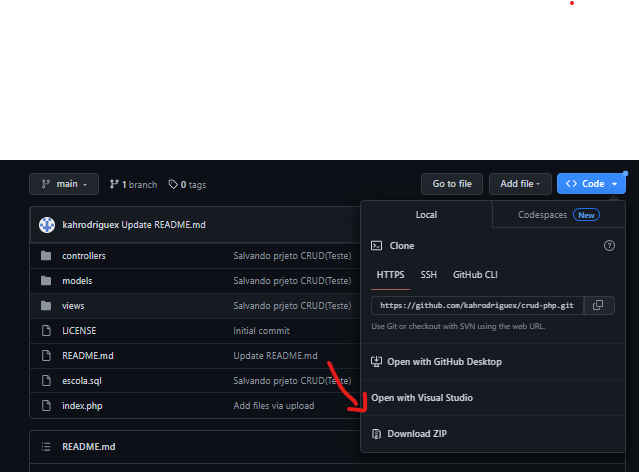 main
1 branch
0 tags
Go to file
Add file
Code
kahrodriguex Update README.md
Local
Codespaces New
Clone
HTTPS SSH GitHub CLI
https://github.com/kahrodriguex/crud-php.git
Use Git or checkout with SVN using the web URL.
Open with GitHub Desktop
Open with Visual Studio
Download ZIP
controllers Salvando prjeto CRUD(Teste)
models Salvando prjeto CRUD(Teste)
views Salvando prjeto CRUD(Teste)
LICENSE Initial commit
README.md Update README.md
escola.sql Salvando prjeto CRUD(Teste)
index.php Add files via upload
README.md